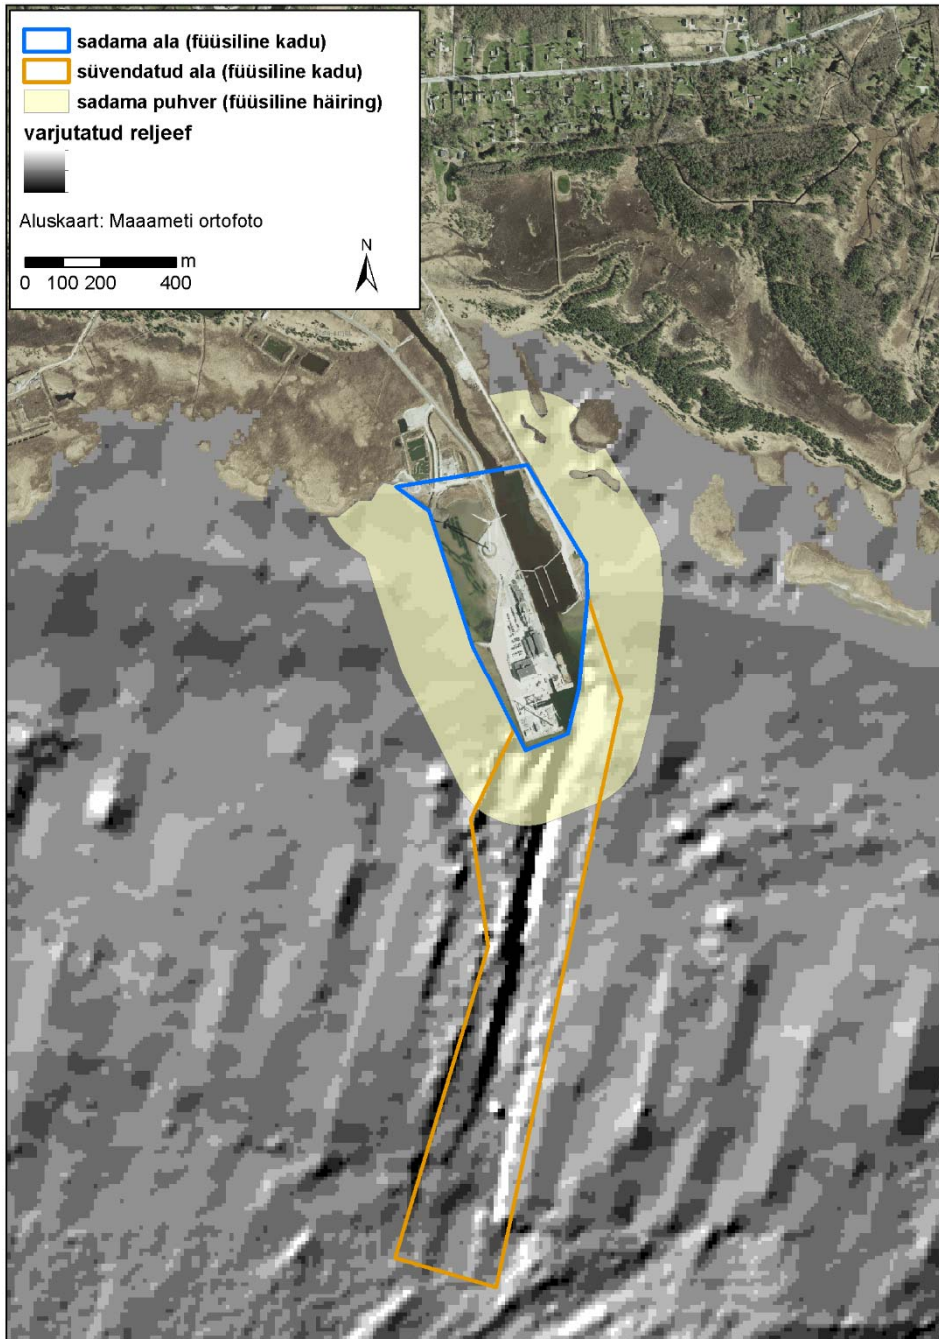 sadama ala (füüsiline kadu)
süvendatud ala (füüsiline kadu)
sadama puhver (füüsiline häiring)
varjutatud reljeef
Aluskaart: Maaameti ortofoto
N
m
0 100 200 400